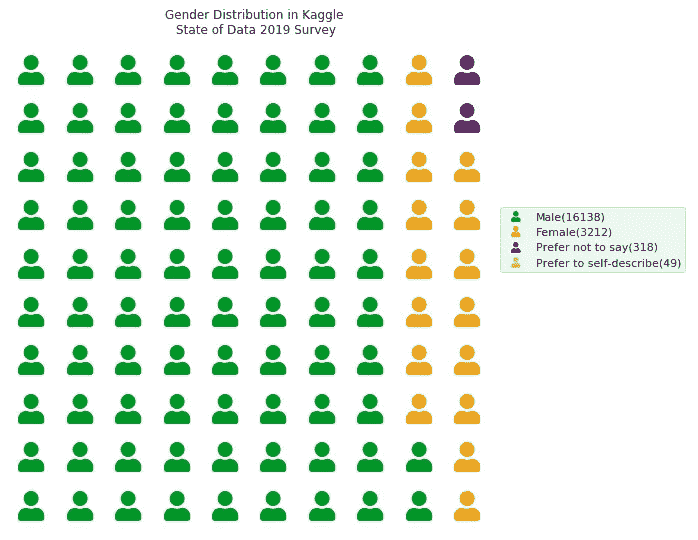 Gender Distribution in Kaggle
State of Data 2019 Survey
Male(16138)
Female(3212)
Prefer not to say(318)
Prefer to self-describe(49)